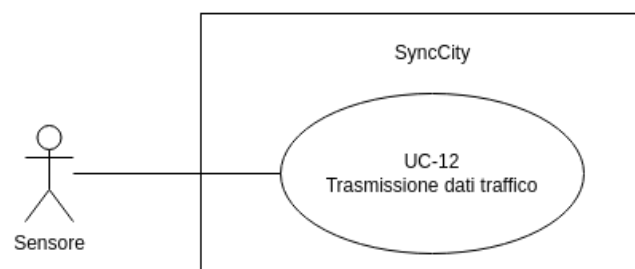 SyncCity
UC-12
Trasmissione dati traffico
Sensore